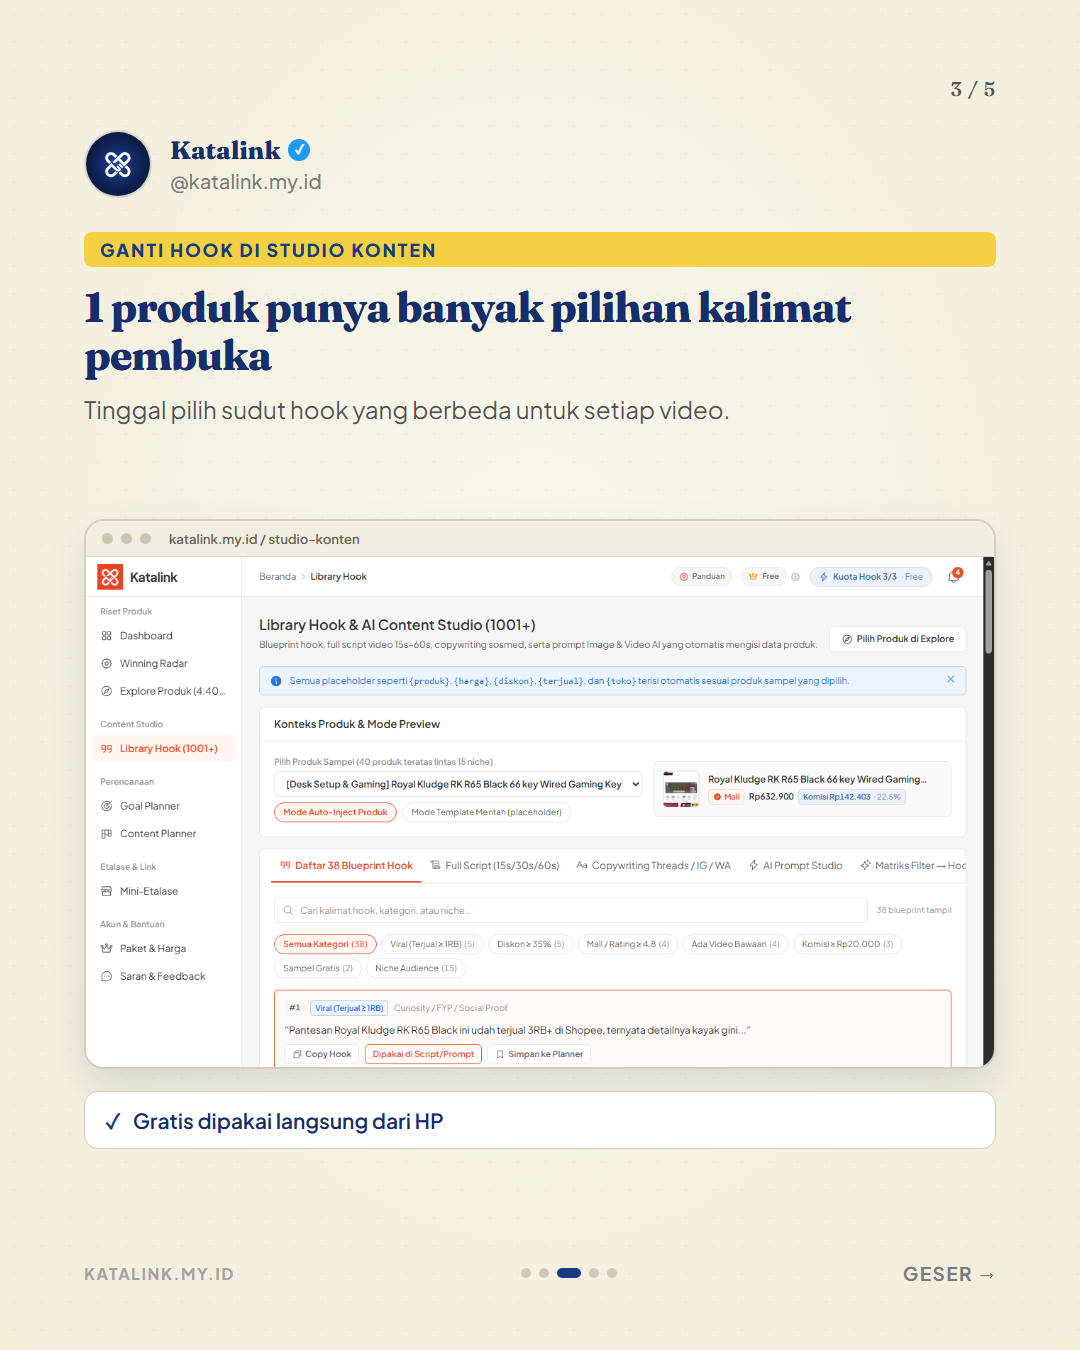 3 / 5
Katalink
@katalink.my.id
GANTI HOOK DI STUDIO KONTEN
1 produk punya banyak pilihan kalimat
pembuka
Tinggal pilih sudut hook yang berbeda untuk setiap video.
katalink.my.id / studio-konten
Katalink
Beranda > Library Hook
Panduan
Free
Kuota Hook 3/3 · Free
4
Riset Produk
Dashboard
Winning Radar
Explore Produk (4.40...
Content Studio
Library Hook (1001+)
Perencanaan
Goal Planner
Content Planner
Etalase & Link
Mini-Etalase
Akun & Bantuan
Paket & Harga
Saran & Feedback
Library Hook & AI Content Studio (1001+)
Blueprint hook, full script video 15s-60s, copywriting sosmed, serta prompt Image & Video AI yang otomatis mengisi data produk.
Pilih Produk di Explore
Semua placeholder seperti {produk}, {harga}, {diskon}, {terjual}, dan {toko} terisi otomatis sesuai produk sampel yang dipilih.
Konteks Produk & Mode Preview
Pilih Produk Sampel (40 produk teratas lintas 15 niche)
[Desk Setup & Gaming] Royal Kludge RK R65 Black 66 key Wired Gaming Key
Mode Auto-Inject Produk
Mode Template Mentah {placeholder}
Royal Kludge RK R65 Black 66 key Wired Gaming...
Mall
Rp632.900
Komisi Rp142.403 · 22.5%
Daftar 38 Blueprint Hook
Full Script (15s/30s/60s)
Copywriting Threads / IG / WA
AI Prompt Studio
Matriks Filter → Hoo
Cari kalimat hook, kategori, atau niche...
38 blueprint tampil
Semua Kategori (38)
Viral (Terjual ≥ 1RB) (5)
Diskon ≥ 35% (5)
Mall / Rating ≥ 4.8 (4)
Ada Video Bawaan (4)
Komisi ≥ Rp20.000 (3)
Sampel Gratis (2)
Niche Audience (15)
#1
Viral (Terjual ≥ 1RB)
Curiosity / FYP / Social Proof
"Pantesan Royal Kludge RK R65 Black ini udah terjual 3RB+ di Shopee, ternyata detailnya kayak gini..."
Copy Hook
Dipakai di Script/Prompt
Simpan ke Planner
✓ Gratis dipakai langsung dari HP
KATALINK.MY.ID
GESER →